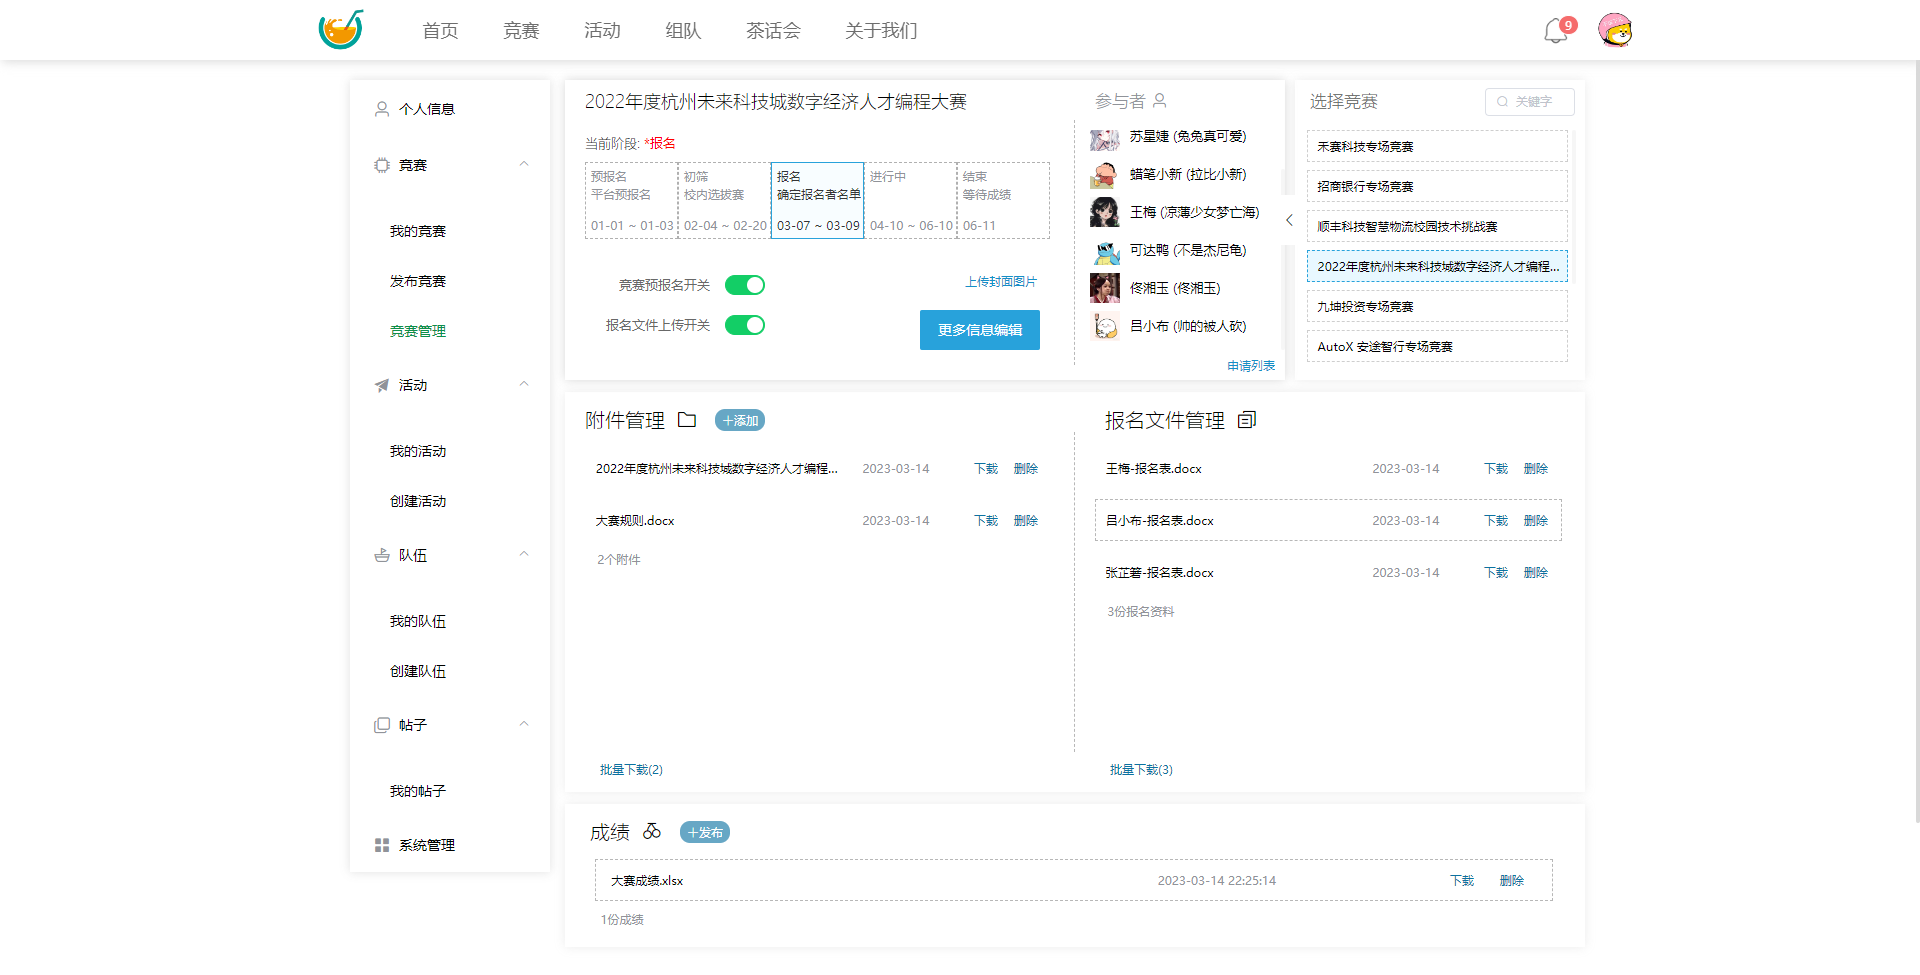 首页 竞赛 活动 组队 茶话会 关于我们 9
个人信息
竞赛
我的竞赛
发布竞赛
竞赛管理
活动
我的活动
创建活动
队伍
我的队伍
创建队伍
帖子
我的帖子
系统管理
2022年度杭州未来科技城数字经济人才编程大赛
当前阶段: *报名
预报名
平台预报名
01-01 ~ 01-03
初筛
校内选拔赛
02-04 ~ 02-20
报名
确定报名者名单
03-07 ~ 03-09
进行中
04-10 ~ 06-10
结束
等待成绩
06-11
竞赛预报名开关
上传封面图片
报名文件上传开关
更多信息编辑
参与者
苏星婕 (兔兔真可爱)
蜡笔小新 (拉比小新)
王梅 (凉薄少女梦亡海)
可达鸭 (不是杰尼龟)
佟湘玉 (佟湘玉)
吕小布 (帅的被人砍)
申请列表
选择竞赛 关键字
禾赛科技专场竞赛
招商银行专场竞赛
顺丰科技智慧物流校园技术挑战赛
2022年度杭州未来科技城数字经济人才编程...
九坤投资专场竞赛
AutoX 安途智行专场竞赛
附件管理 +添加
2022年度杭州未来科技城数字经济人才编程... 2023-03-14 下载 删除
大赛规则.docx 2023-03-14 下载 删除
2个附件
批量下载(2)
报名文件管理
王梅-报名表.docx 2023-03-14 下载 删除
吕小布-报名表.docx 2023-03-14 下载 删除
张芷箬-报名表.docx 2023-03-14 下载 删除
3份报名资料
批量下载(3)
成绩 +发布
大赛成绩.xlsx 2023-03-14 22:25:14 下载 删除
1份成绩